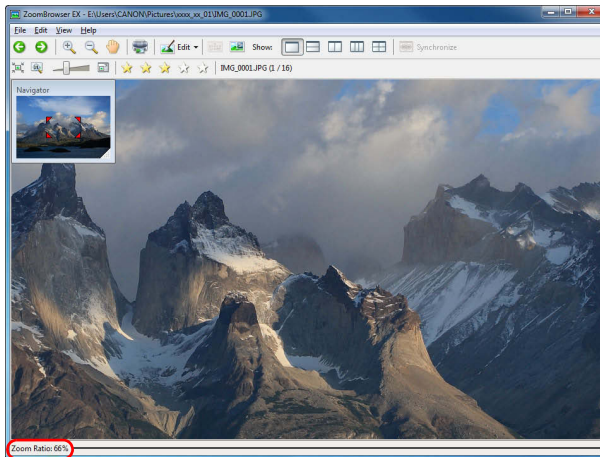 ZoomBrowser EX - E:\Users\CANON\Pictures\xxxx_xx_01\IMG_0001.JPG
File Edit View Help
Edit Show: Synchronize
IMG_0001.JPG (1 / 16)
Navigator
Zoom Ratio: 66%